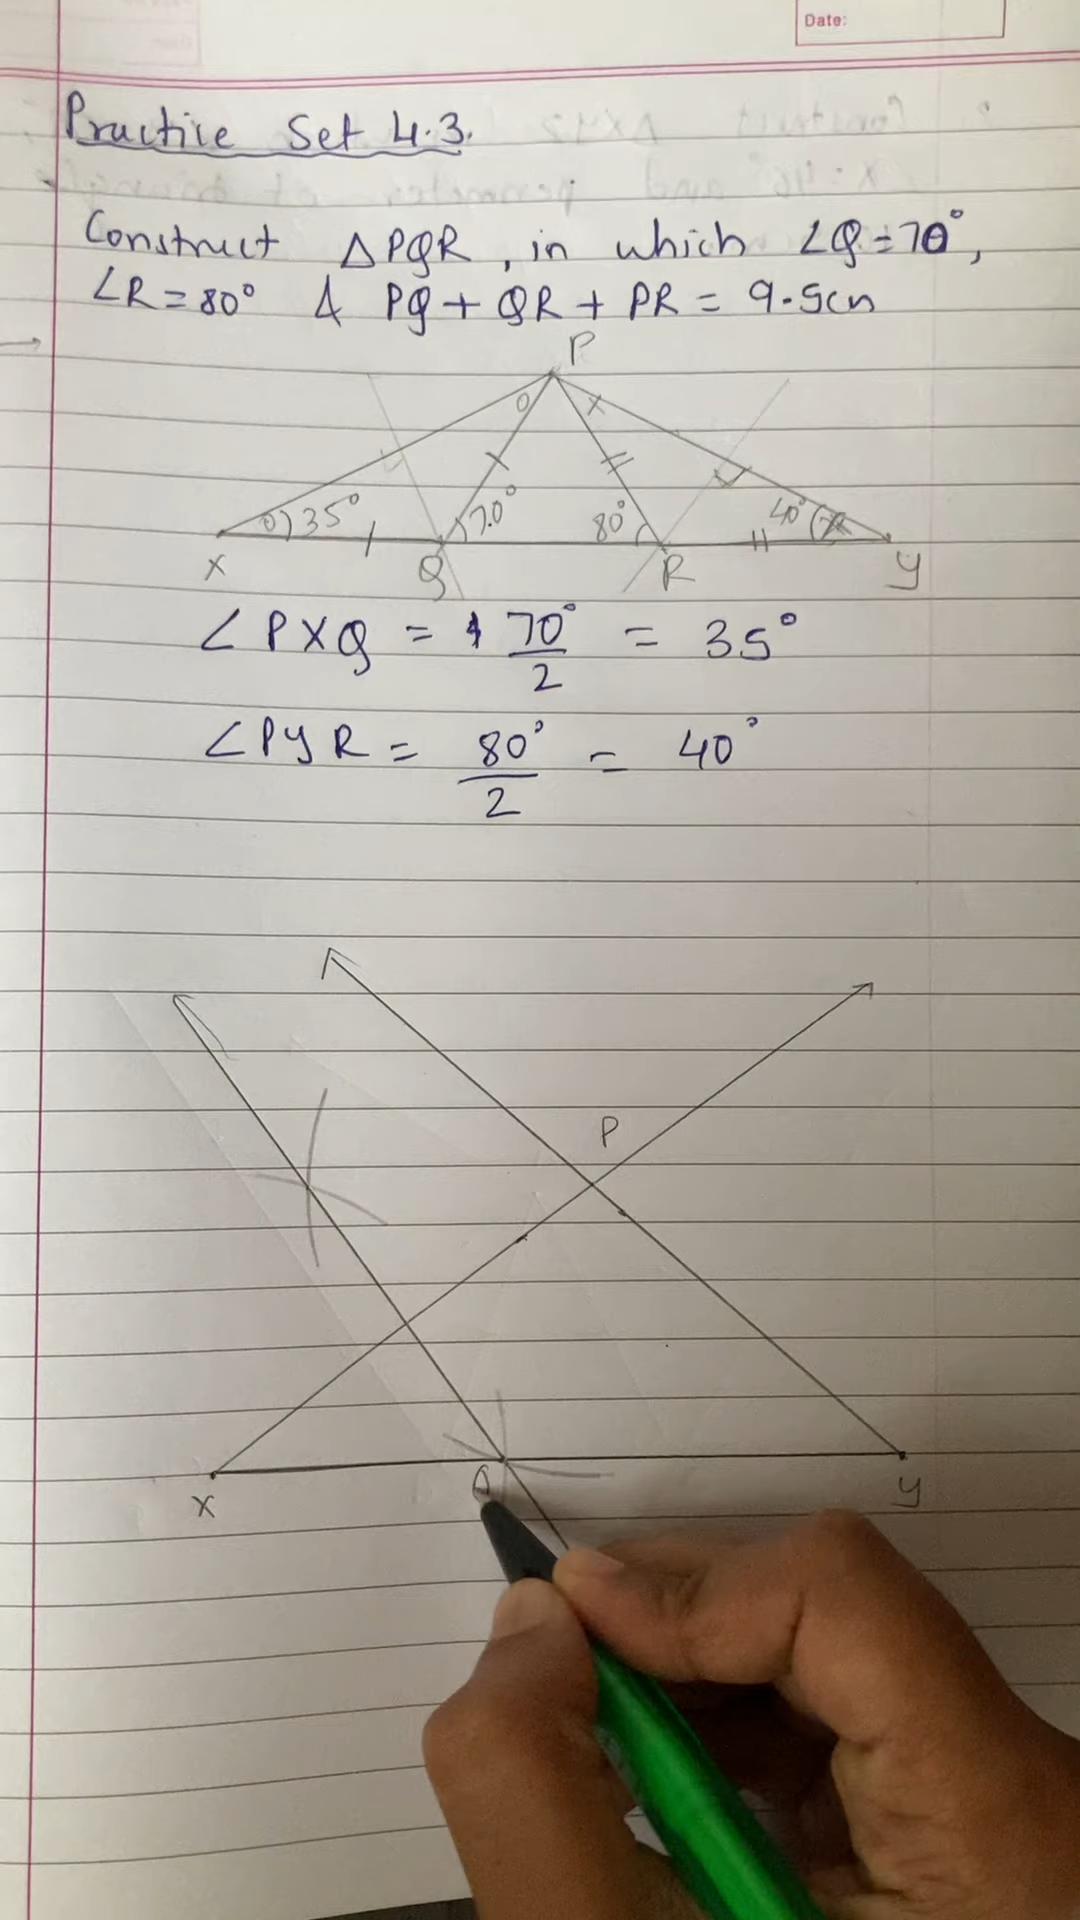 Date:
Practice Set 4.3.
Construct △PQR, in which ∠Q=70°,
∠R=80° & PQ+QR+PR=9.5cm
P
o x
o 35° 70° 80° 40° x
X Q R Y
∠PXQ = 70°/2 = 35°
∠PYR = 80°/2 = 40°
P
X Q Y